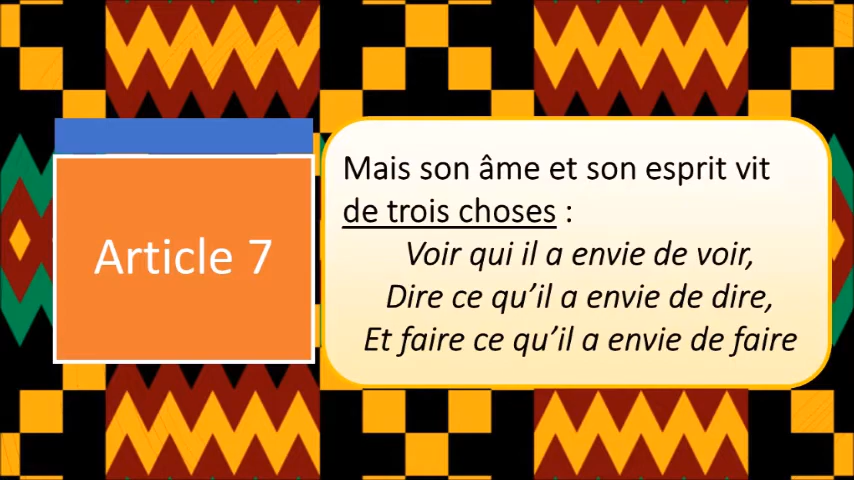 Article 7
Mais son âme et son esprit vit
de trois choses :
Voir qui il a envie de voir,
Dire ce qu’il a envie de dire,
Et faire ce qu’il a envie de faire